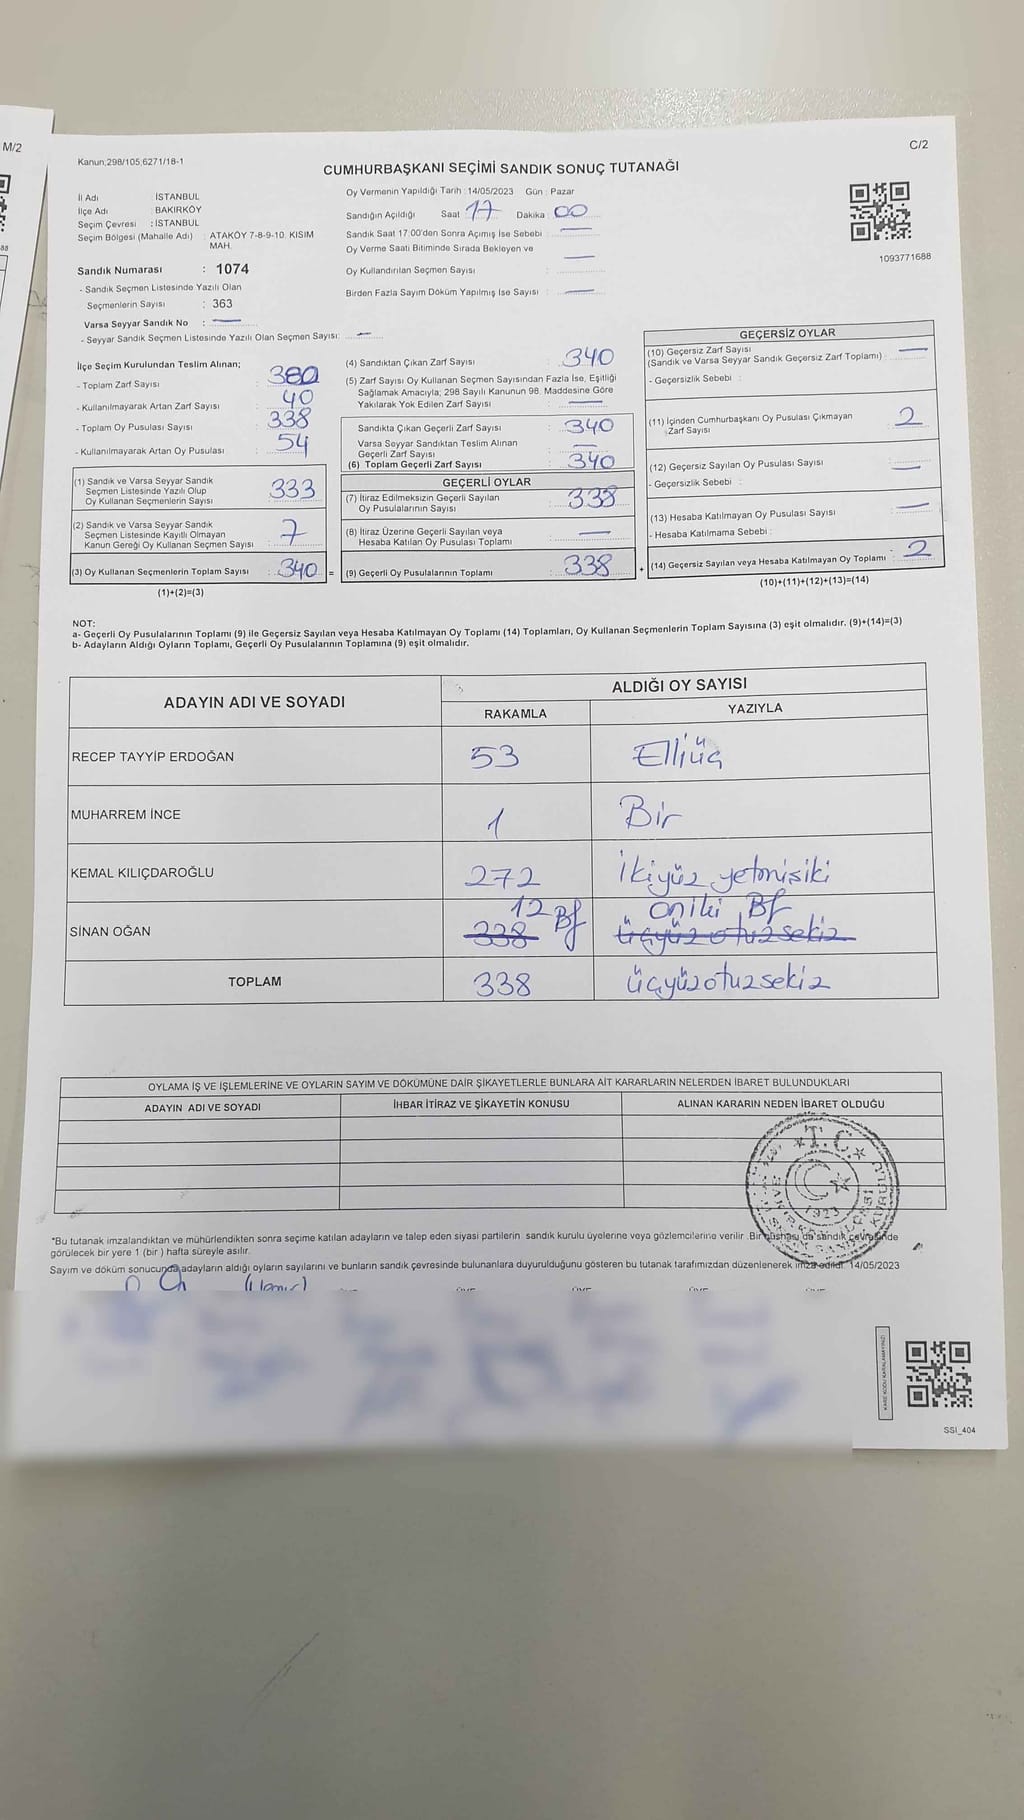 M/2
C/2
Kanun;298/105,6271/18-1
CUMHURBAŞKANI SEÇİMİ SANDIK SONUÇ TUTANAĞI
İl Adı : İSTANBUL
İlçe Adı : BAKIRKÖY
Seçim Çevresi : İSTANBUL
Seçim Bölgesi (Mahalle Adı) : ATAKÖY 7-8-9-10. KISIM MAH.
Sandık Numarası : 1074
- Sandık Seçmen Listesinde Yazılı Olan
Seçmenlerin Sayısı : 363
Varsa Seyyar Sandık No : —
- Seyyar Sandık Seçmen Listesinde Yazılı Olan Seçmen Sayısı: —
Oy Vermenin Yapıldığı Tarih : 14/05/2023 Gün : Pazar
Sandığın Açıldığı Saat 17 Dakika 00
Sandık Saat 17:00'den Sonra Açımış İse Sebebi : —
Oy Verme Saati Bitiminde Sırada Bekleyen ve —
Oy Kullandırılan Seçmen Sayısı :
Birden Fazla Sayım Döküm Yapılmış İse Sayısı : —
1093771688
İlçe Seçim Kurulundan Teslim Alınan;
- Toplam Zarf Sayısı : 380
- Kullanılmayarak Artan Zarf Sayısı : 40
- Toplam Oy Pusulası Sayısı : 338
- Kullanılmayarak Artan Oy Pusulası : 54
(1) Sandık ve Varsa Seyyar Sandık
Seçmen Listesinde Yazılı Olup
Oy Kullanan Seçmenlerin Sayısı : 333
(2) Sandık ve Varsa Seyyar Sandık
Seçmen Listesinde Kayıtlı Olmayan
Kanun Gereği Oy Kullanan Seçmen Sayısı : 7
(3) Oy Kullanan Seçmenlerin Toplam Sayısı : 340 =
(1)+(2)=(3)
(4) Sandıktan Çıkan Zarf Sayısı : 340
(5) Zarf Sayısı Oy Kullanan Seçmen Sayısından Fazla İse, Eşitliği
Sağlamak Amacıyla; 298 Sayılı Kanunun 98. Maddesine Göre
Yakılarak Yok Edilen Zarf Sayısı : —
Sandıkta Çıkan Geçerli Zarf Sayısı : 340
Varsa Seyyar Sandıktan Teslim Alınan
Geçerli Zarf Sayısı : —
(6) Toplam Geçerli Zarf Sayısı : 340
GEÇERLİ OYLAR
(7) İtiraz Edilmeksizin Geçerli Sayılan
Oy Pusulalarının Sayısı : 338
(8) İtiraz Üzerine Geçerli Sayılan veya
Hesaba Katılan Oy Pusulası Toplamı : —
(9) Geçerli Oy Pusulalarının Toplamı : 338 +
GEÇERSİZ OYLAR
(10) Geçersiz Zarf Sayısı
(Sandık ve Varsa Seyyar Sandık Geçersiz Zarf Toplamı) : —
- Geçersizlik Sebebi :
(11) İçinden Cumhurbaşkanı Oy Pusulası Çıkmayan
Zarf Sayısı : 2
(12) Geçersiz Sayılan Oy Pusulası Sayısı : —
- Geçersizlik Sebebi :
(13) Hesaba Katılmayan Oy Pusulası Sayısı : —
- Hesaba Katılmama Sebebi :
(14) Geçersiz Sayılan veya Hesaba Katılmayan Oy Toplamı : 2
(10)+(11)+(12)+(13)=(14)
NOT:
a- Geçerli Oy Pusulalarının Toplamı (9) ile Geçersiz Sayılan veya Hesaba Katılmayan Oy Toplamı (14) Toplamları, Oy Kullanan Seçmenlerin Toplam Sayısına (3) eşit olmalıdır. (9)+(14)=(3)
b- Adayların Aldığı Oyların Toplamı, Geçerli Oy Pusulalarının Toplamına (9) eşit olmalıdır.
ADAYIN ADI VE SOYADI ALDIĞI OY SAYISI
RAKAMLA YAZIYLA
RECEP TAYYİP ERDOĞAN 53 Elliüç
MUHARREM İNCE 1 Bir
KEMAL KILIÇDAROĞLU 272 İkiyüz yetmişiki
12 Bf oniki Bf
SİNAN OĞAN 338 üçyüzotuzsekiz
TOPLAM 338 üçyüzotuzsekiz
OYLAMA İŞ VE İŞLEMLERİNE VE OYLARIN SAYIM VE DÖKÜMÜNE DAİR ŞİKAYETLERLE BUNLARA AİT KARARLARIN NELERDEN İBARET BULUNDUKLARI
ADAYIN ADI VE SOYADI İHBAR İTİRAZ VE ŞİKAYETİN KONUSU ALINAN KARARIN NEDEN İBARET OLDUĞU
T.C.
1923
*Bu tutanak imzalandıktan ve mühürlendikten sonra seçime katılan adayların ve talep eden siyasi partilerin sandık kurulu üyelerine veya gözlemcilerine verilir. Bir nüshası da sandık çevresinde
görülecek bir yere 1 (bir ) hafta süreyle asılır.
Sayım ve döküm sonucunda adayların aldığı oyların sayılarını ve bunların sandık çevresinde bulunanlara duyurulduğunu gösteren bu tutanak tarafımızdan düzenlenerek imza edildi. 14/05/2023
SSI_404